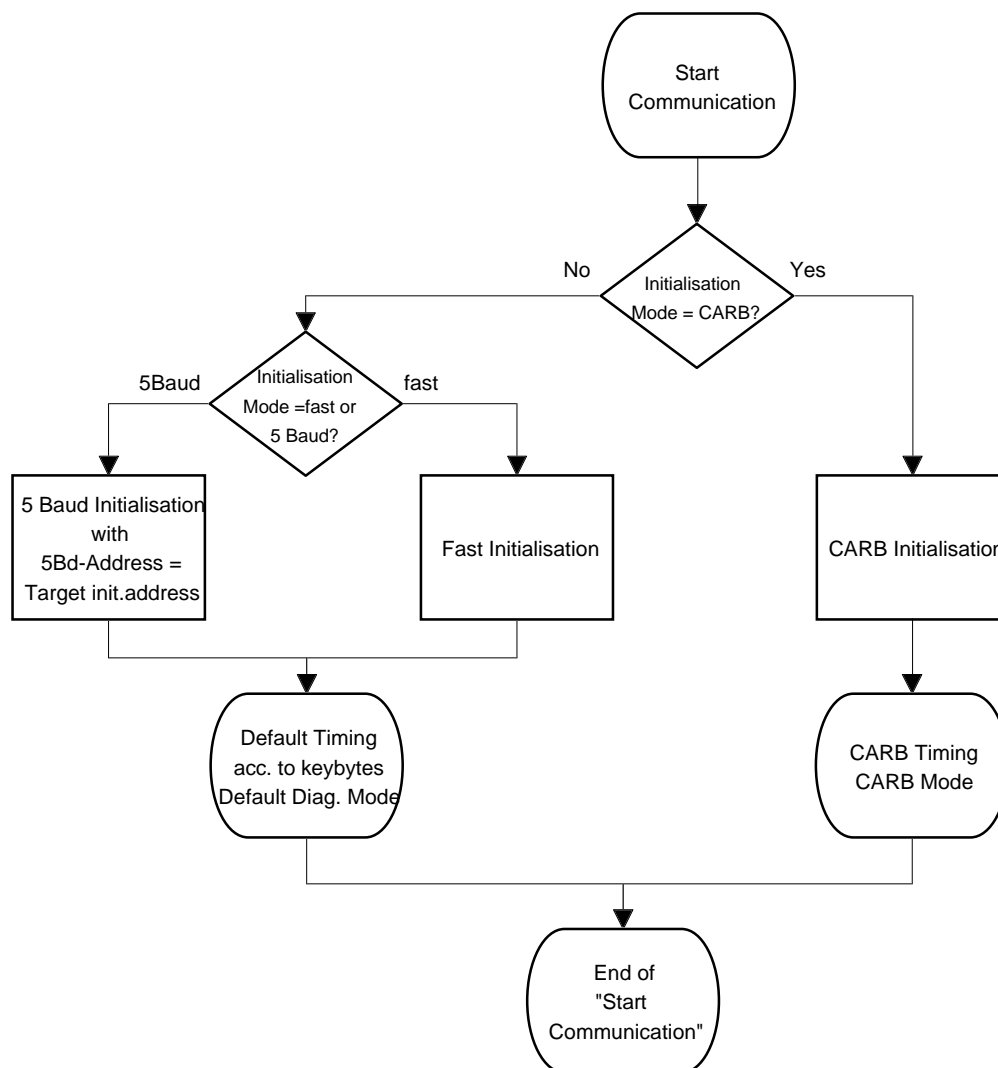 Start
Communication
No
Initialisation
Mode = CARB?
Yes
5Baud
Initialisation
Mode =fast or
5 Baud?
fast
5 Baud Initialisation
with
5Bd-Address =
Target init.address
Fast Initialisation
CARB Initialisation
Default Timing
acc. to keybytes
Default Diag. Mode
CARB Timing
CARB Mode
End of
"Start
Communication"